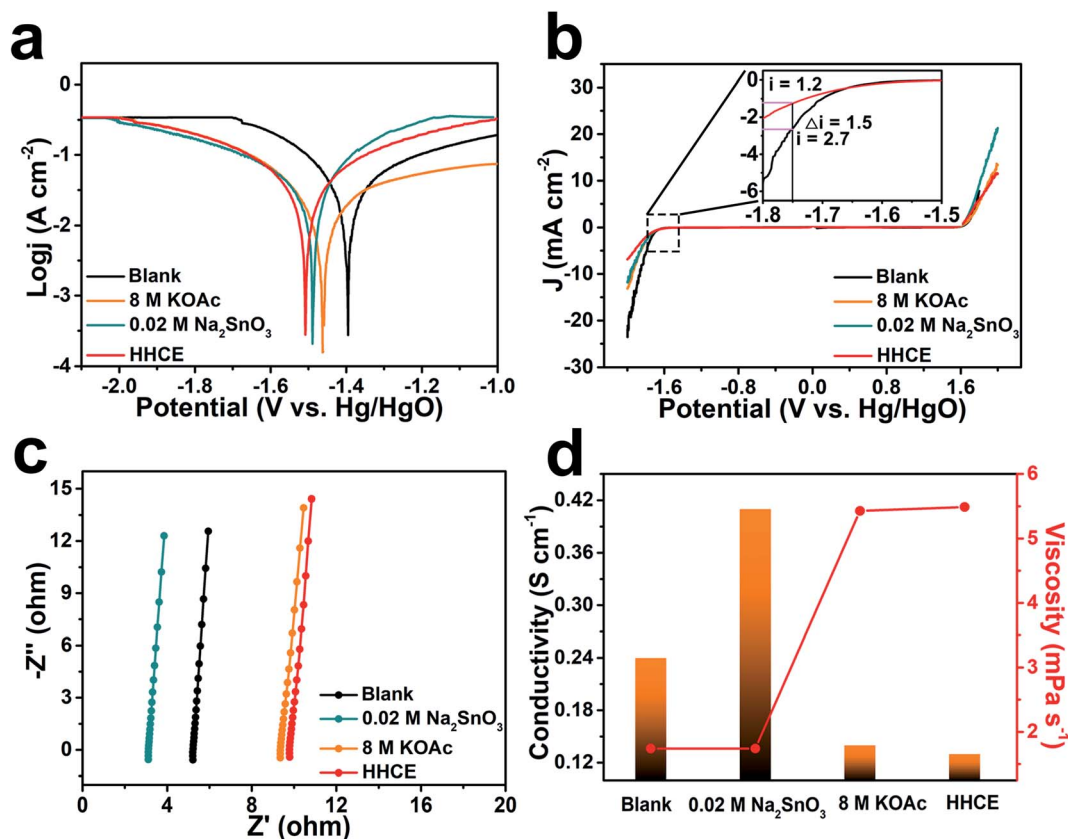 a
0
-1
-2
-3
-4
Logj (A cm⁻²)
Blank
8 M KOAc
0.02 M Na₂SnO₃
HHCE
-2.0
-1.8
-1.6
-1.4
-1.2
-1.0
Potential (V vs. Hg/HgO)
b
30
20
10
0
-10
-20
-30
J (mA cm⁻²)
0
-2
-4
-6
i = 1.2
Δi = 1.5
i = 2.7
-1.8
-1.7
-1.6
-1.5
Blank
8 M KOAc
0.02 M Na₂SnO₃
HHCE
-1.6
-0.8
0.0
0.8
1.6
Potential (V vs. Hg/HgO)
c
15
12
9
6
3
0
-Z'' (ohm)
Blank
0.02 M Na₂SnO₃
8 M KOAc
HHCE
0
4
8
12
16
20
Z' (ohm)
d
0.42
0.36
0.30
0.24
0.18
0.12
Conductivity (S cm⁻¹)
6
5
4
3
2
Viscosity (mPa s⁻¹)
Blank
0.02 M Na₂SnO₃
8 M KOAc
HHCE